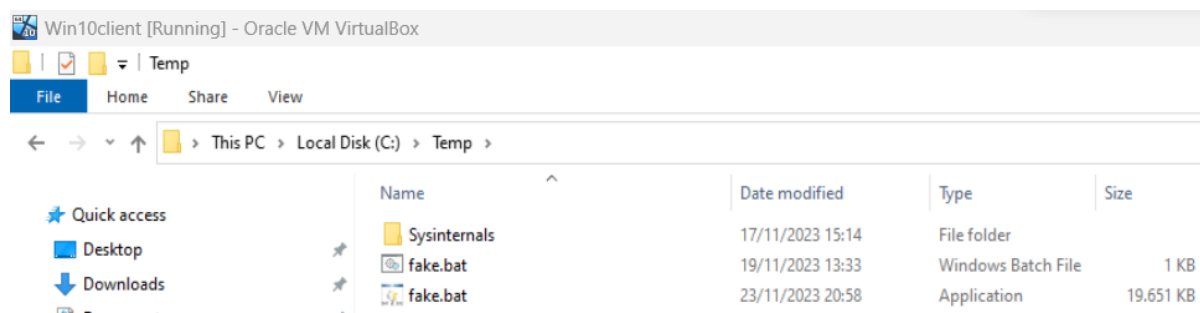 Win10client [Running] - Oracle VM VirtualBox
Temp
File Home Share View
This PC > Local Disk (C:) > Temp >
Name Date modified Type Size
Quick access
Desktop
Downloads
Sysinternals 17/11/2023 15:14 File folder
fake.bat 19/11/2023 13:33 Windows Batch File 1 KB
fake.bat 23/11/2023 20:58 Application 19.651 KB